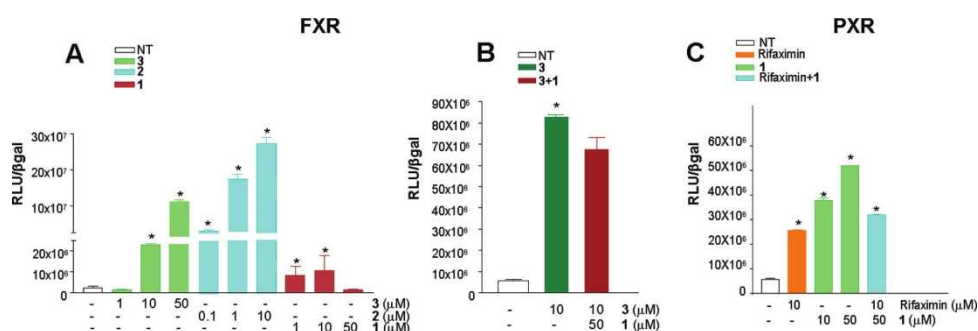 FXR
PXR
A
NT
3
2
1
RLU/βgal
30X10⁷
20X10⁷
10X10⁷
20X10⁶
10X10⁶
0
* * * * * * *
- 1 10 50 - - - - - - 3 (μM)
- - - - 0.1 1 10 - - - 2 (μM)
- - - - - - - 1 10 50 1 (μM)
B
NT
3
3+1
RLU/βgal
90X10⁶
80X10⁶
70X10⁶
60X10⁶
50X10⁶
40X10⁶
30X10⁶
20X10⁶
10X10⁶
0
*
- 10 10 3 (μM)
- - 50 1 (μM)
C
NT
Rifaximin
1
Rifaximin+1
RLU/βgal
60X10⁶
50X10⁶
40X10⁶
30X10⁶
20X10⁶
10X10⁶
0
* * * *
- 10 - - 10 Rifaximin (μM)
- - 10 50 50 1 (μM)